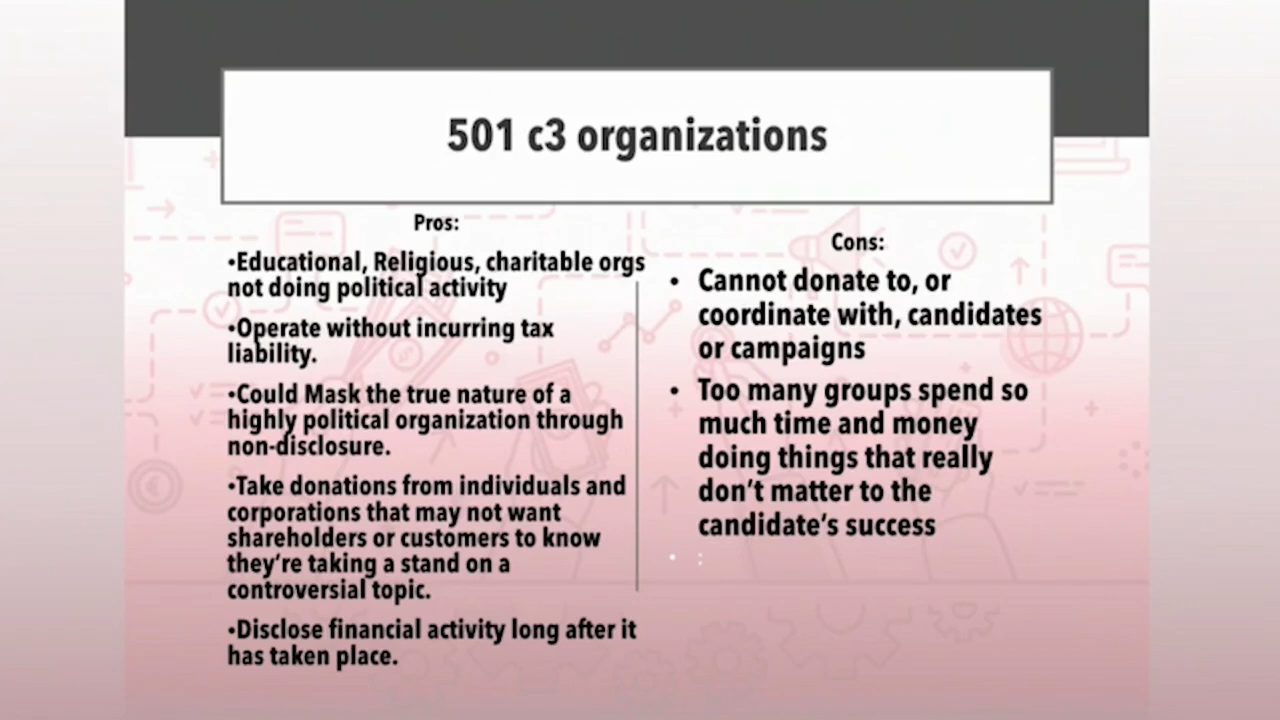 501 c3 organizations
Pros:
•Educational, Religious, charitable orgs
not doing political activity
•Operate without incurring tax
liability.
•Could Mask the true nature of a
highly political organization through
non-disclosure.
•Take donations from individuals and
corporations that may not want
shareholders or customers to know
they're taking a stand on a
controversial topic.
•Disclose financial activity long after it
has taken place.
Cons:
• Cannot donate to, or
coordinate with, candidates
or campaigns
• Too many groups spend so
much time and money
doing things that really
don't matter to the
candidate's success